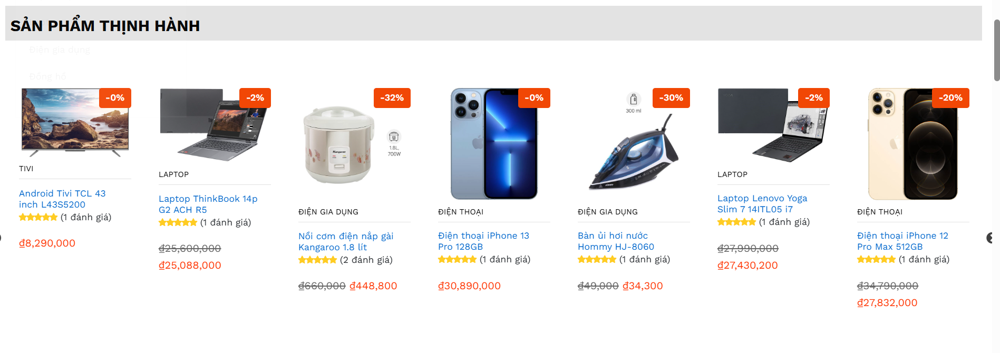 SẢN PHẨM THỊNH HÀNH
Điện gia dụng
Đồng hồ
-0%
TIVI
Android Tivi TCL 43
inch L43S5200
(1 đánh giá)
₫8,290,000
-2%
LAPTOP
Laptop ThinkBook 14p
G2 ACH R5
(1 đánh giá)
₫25,600,000
₫25,088,000
-32%
Kangaroo
1.8L,
700W
ĐIỆN GIA DỤNG
Nồi cơm điện nắp gài
Kangaroo 1.8 lít
(2 đánh giá)
₫660,000 ₫448,800
-0%
ĐIỆN THOẠI
Điện thoại iPhone 13
Pro 128GB
(1 đánh giá)
₫30,890,000
-30%
300 ml
HOMMY
ĐIỆN GIA DỤNG
Bàn ủi hơi nước
Hommy HJ-8060
(1 đánh giá)
₫49,000 ₫34,300
-2%
YOGA
LAPTOP
Laptop Lenovo Yoga
Slim 7 14ITL05 i7
(1 đánh giá)
₫27,990,000
₫27,430,200
-20%
ĐIỆN THOẠI
Điện thoại iPhone 12
Pro Max 512GB
(1 đánh giá)
₫34,790,000
₫27,832,000